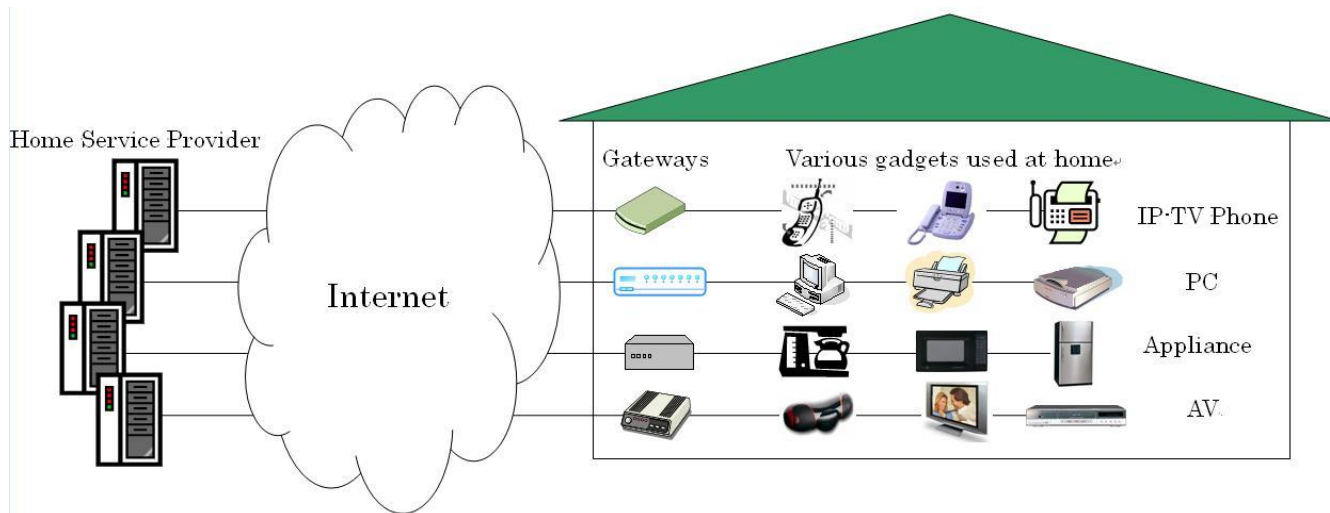 Home Service Provider
Internet
Gateways
Various gadgets used at home
IP-TV Phone
PC
Appliance
AV